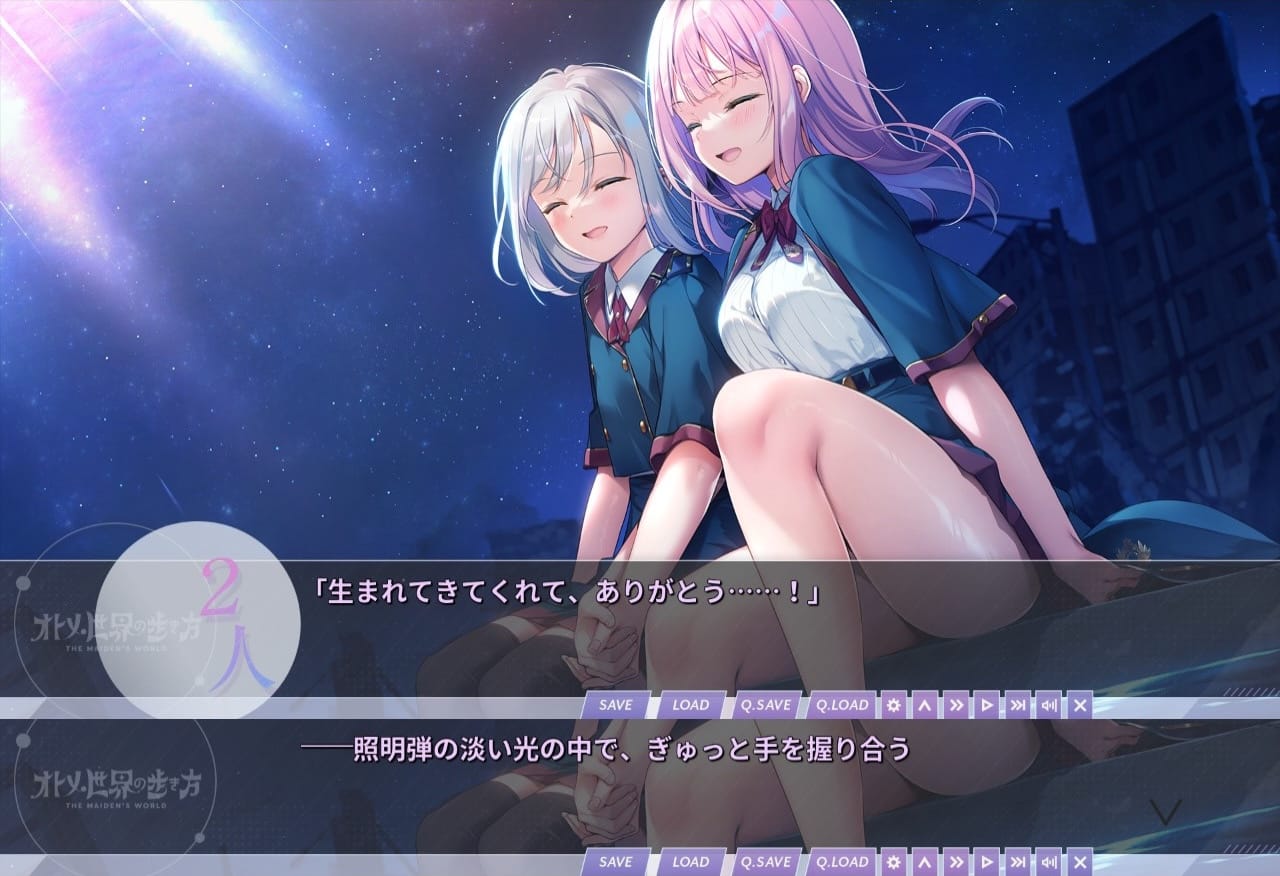 2人
「生まれてきてくれて、ありがとう……！」
オトメ世界の歩き方
THE MAIDEN'S WORLD
SAVE LOAD Q.SAVE Q.LOAD
――照明弾の淡い光の中で、ぎゅっと手を握り合う
オトメ世界の歩き方
THE MAIDEN'S WORLD
SAVE LOAD Q.SAVE Q.LOAD